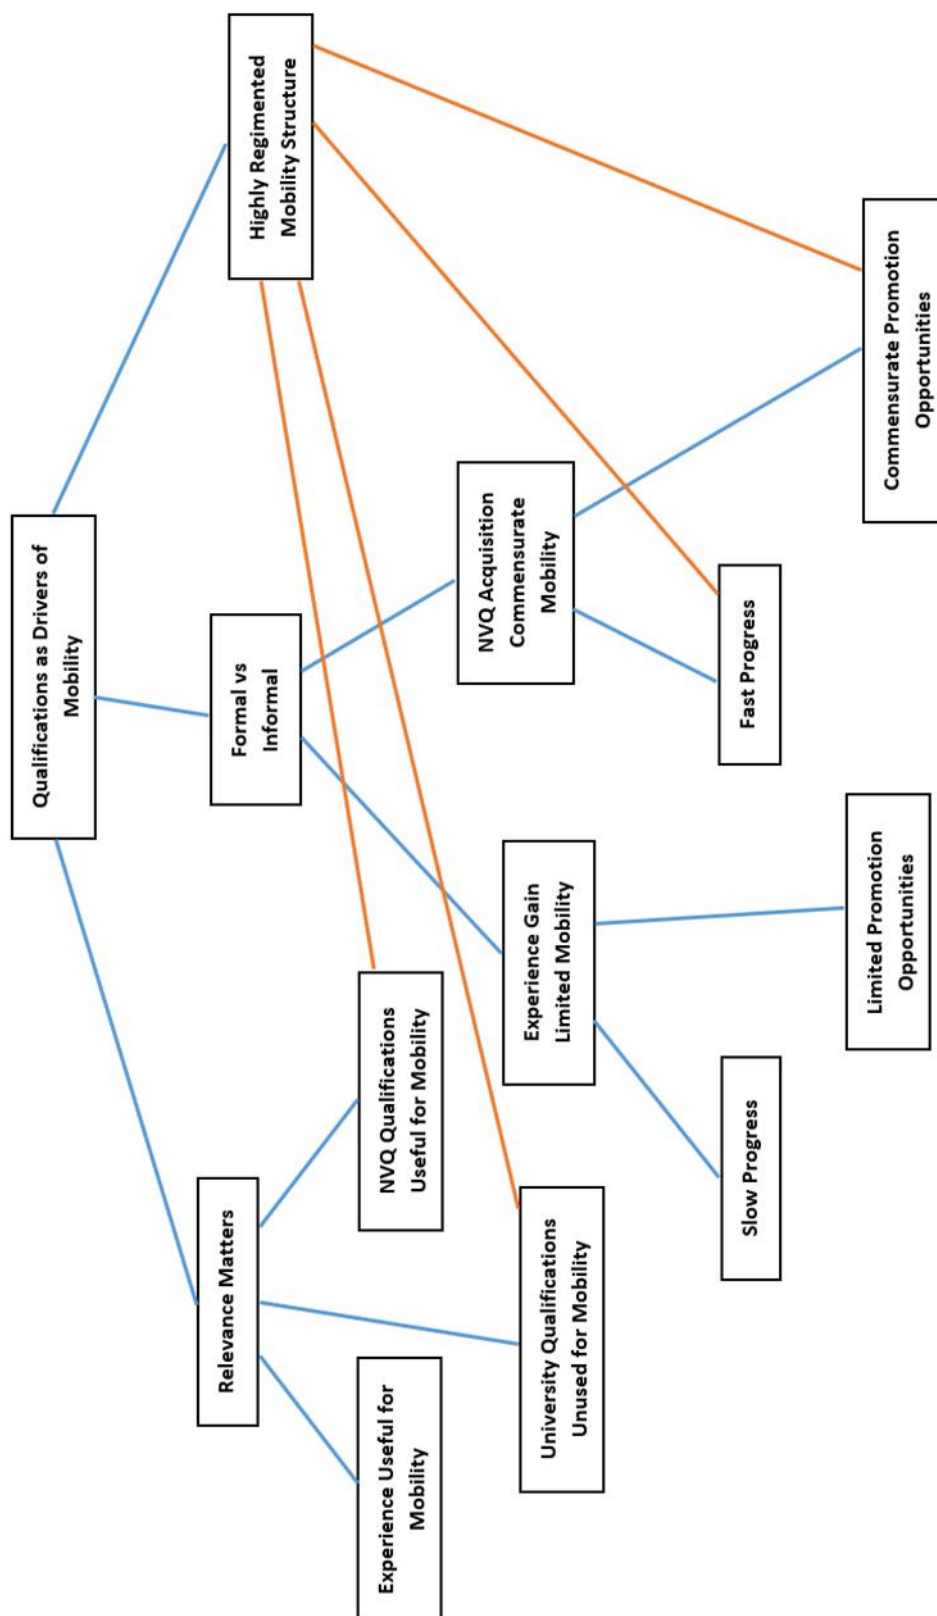 Qualifications as Drivers of
Mobility
Relevance Matters
Formal vs
Informal
Highly Regimented
Mobility Structure
Experience Useful for
Mobility
NVQ Qualifications
Useful for Mobility
University Qualifications
Unused for Mobility
Experience Gain
Limited Mobility
NVQ Acquisition
Commensurate
Mobility
Slow Progress
Fast Progress
Limited Promotion
Opportunities
Commensurate Promotion
Opportunities